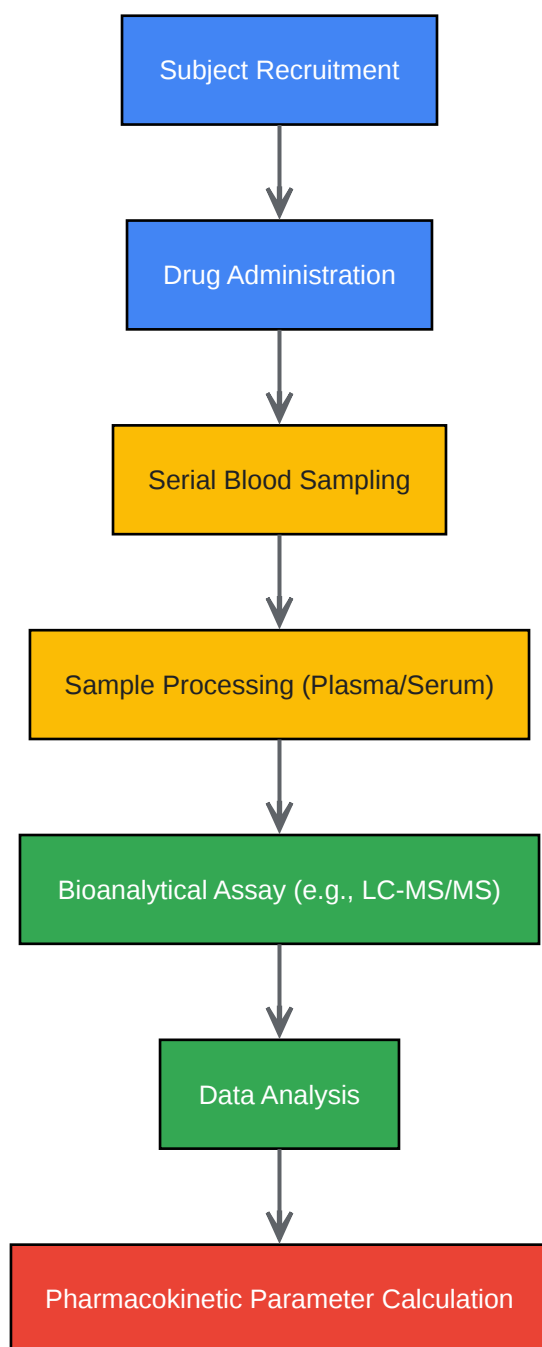 Subject Recruitment
Drug Administration
Serial Blood Sampling
Sample Processing (Plasma/Serum)
Bioanalytical Assay (e.g., LC-MS/MS)
Data Analysis
Pharmacokinetic Parameter Calculation